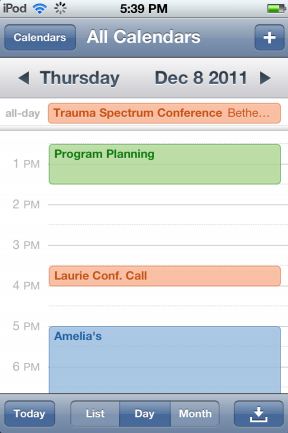 iPod 5:39 PM
Calendars All Calendars +
Thursday Dec 8 2011
all-day Trauma Spectrum Conference Bethe...
Program Planning
1 PM
2 PM
3 PM
Laurie Conf. Call
4 PM
5 PM
Amelia's
6 PM
Today List Day Month